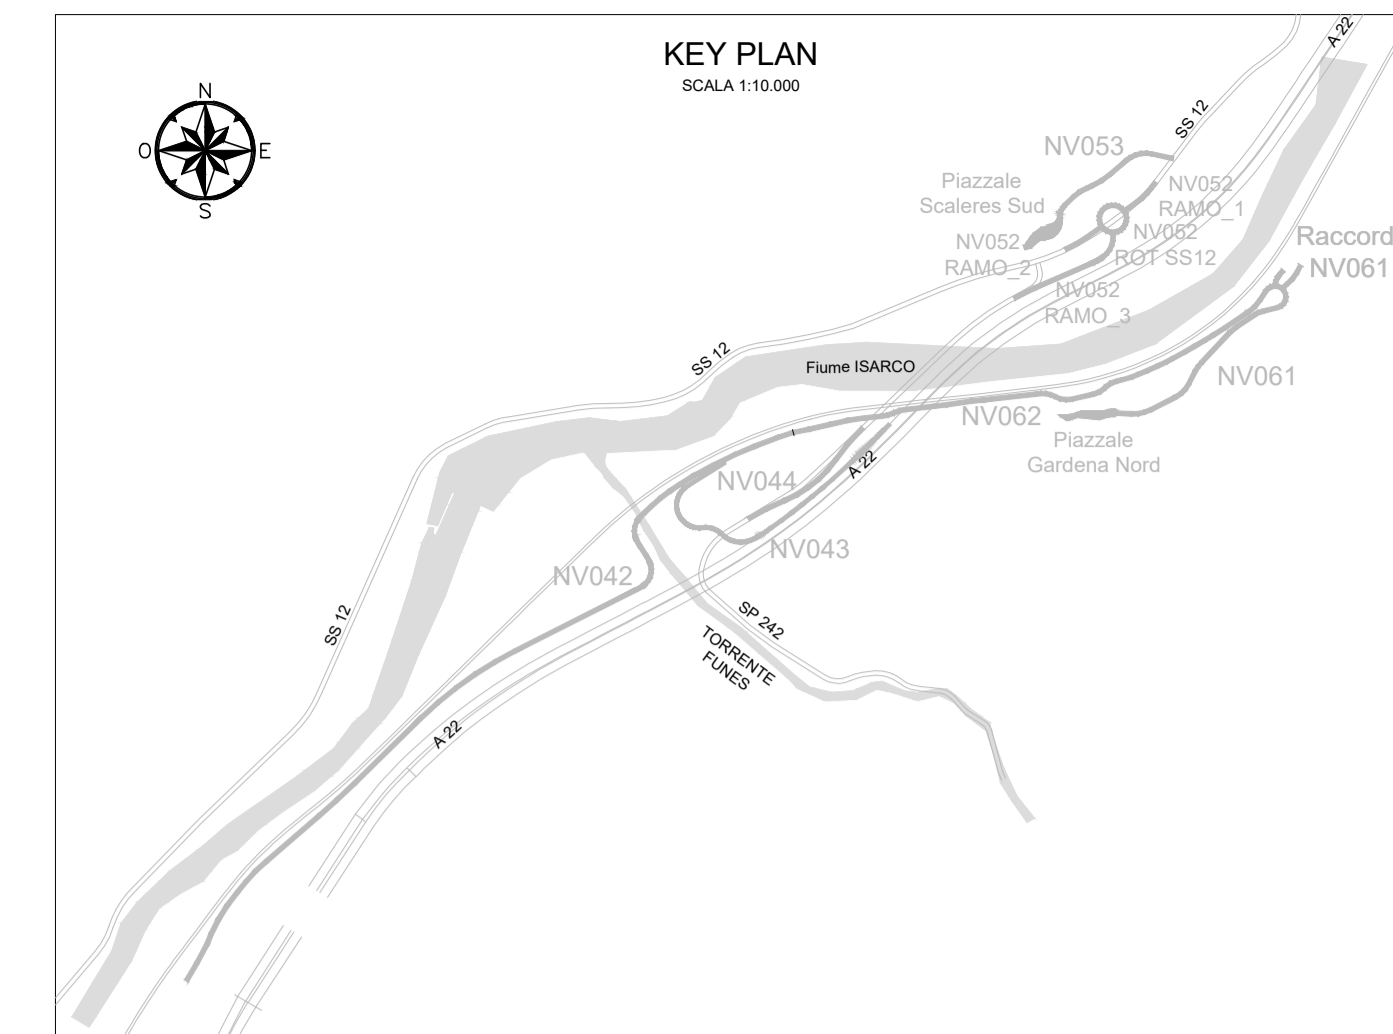 KEY PLAN
SCALA 1:10.000
N
O
E
S
A 22
SS 12
NV053
Piazzale
Scaleres Sud
NV052
RAMO_1
NV052
ROT SS12
NV052
RAMO_2
NV052
RAMO_3
Raccord
NV061
SS 12
Fiume ISARCO
NV061
NV062
Piazzale
Gardena Nord
A 22
NV044
NV043
NV042
SS 12
SP 242
TORRENTE
FUNES
A 22